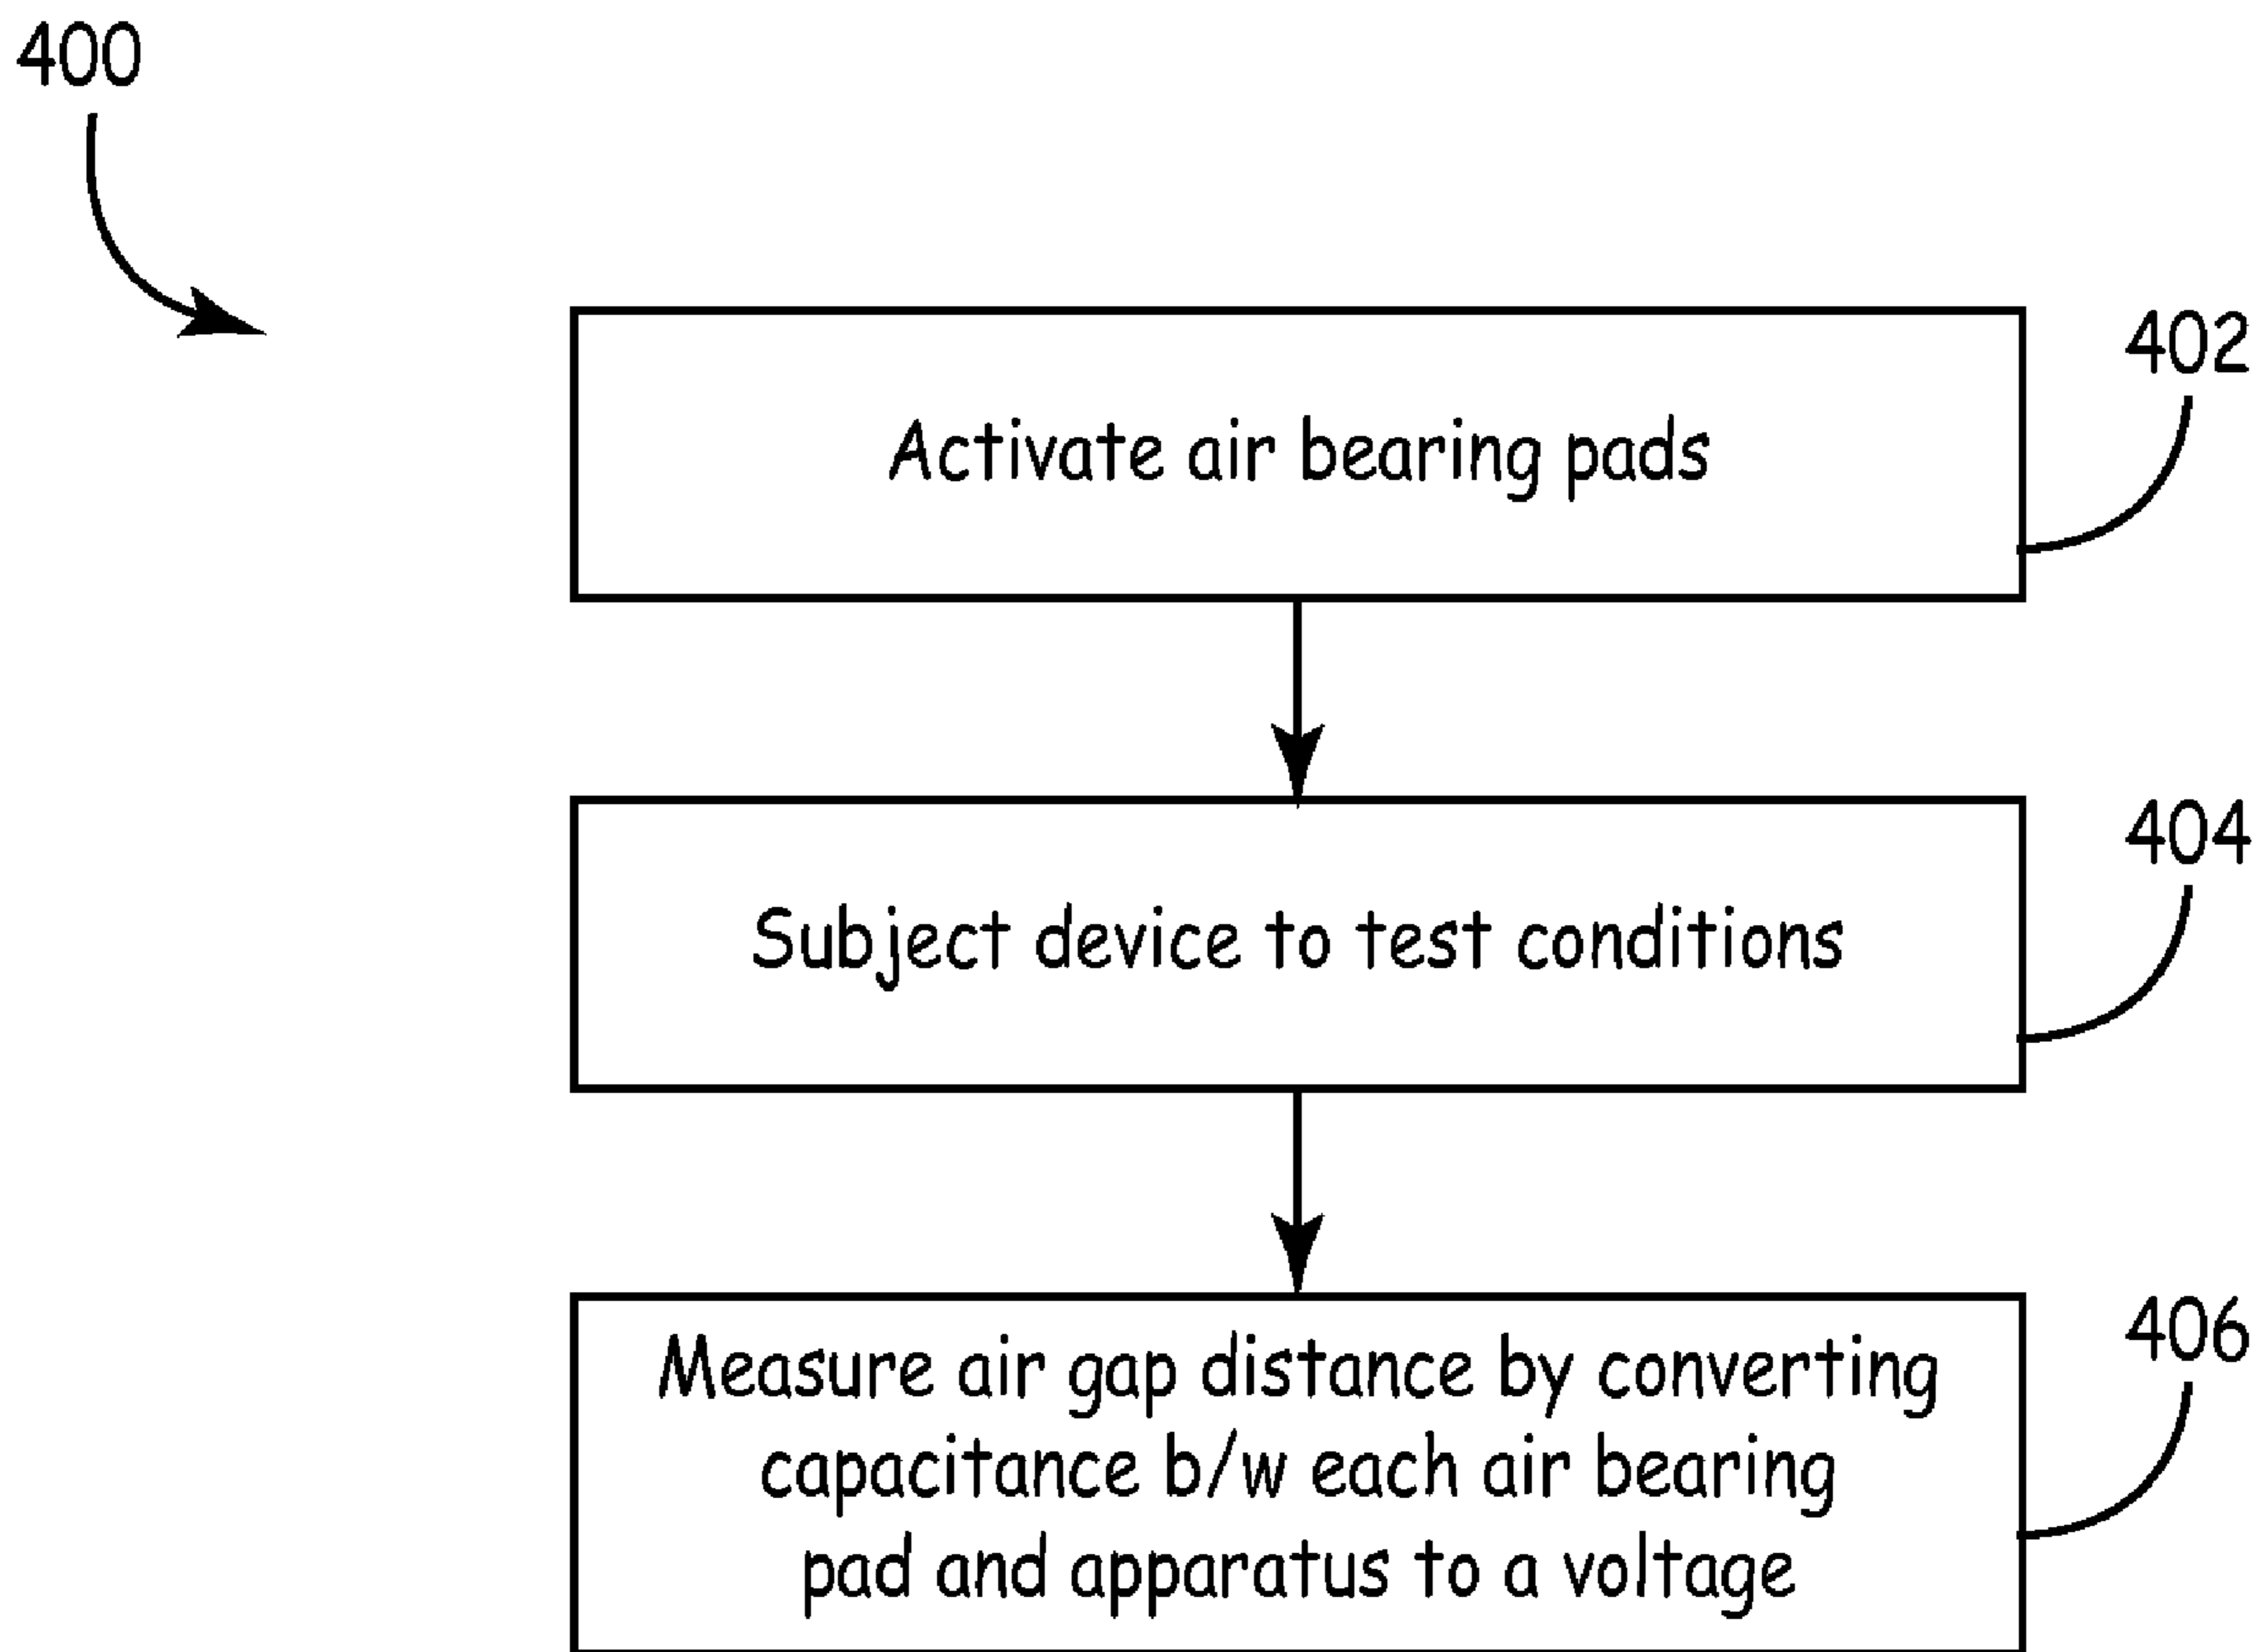 400
402
Activate air bearing pads
404
Subject device to test conditions
406
Measure air gap distance by converting
capacitance b/w each air bearing
pad and apparatus to a voltage